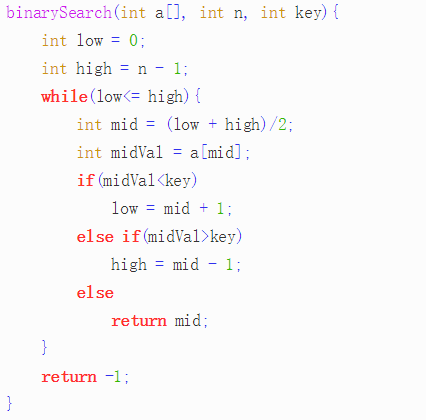 binarySearch(int a[], int n, int key){
    int low = 0;
    int high = n - 1;
    while(low<= high){
        int mid = (low + high)/2;
        int midVal = a[mid];
        if(midVal<key)
            low = mid + 1;
        else if(midVal>key)
            high = mid - 1;
        else
            return mid;
    }
    return -1;
}